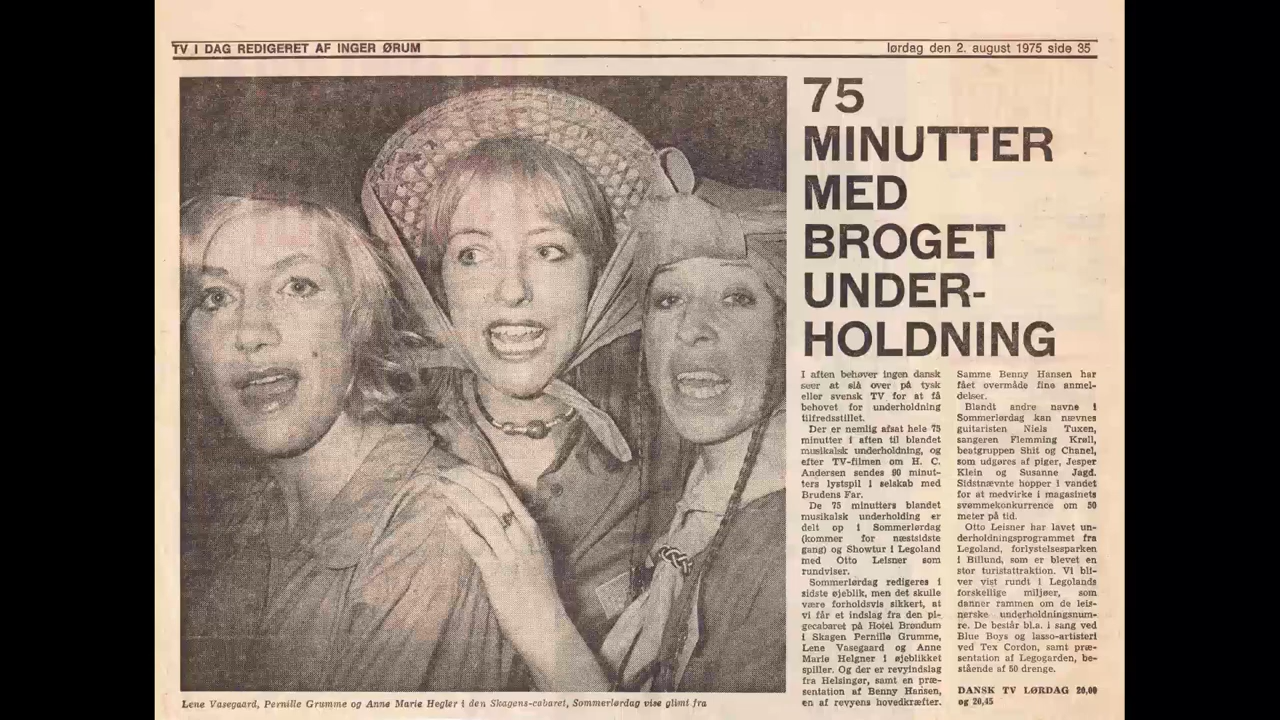 TV I DAG REDIGERET AF INGER ØRUM
lørdag den 2. august 1975 side 35
75
MINUTTER
MED
BROGET
UNDER-
HOLDNING
I aften behøver ingen dansk
seer at slå over på tysk
eller svensk TV for at få
behovet for underholdning
tilfredsstillet.
Der er nemlig afsat hele 75
minutter i aften til blandet
musikalsk underholdning, og
efter TV-filmen om H. C.
Andersen sendes 90 minut-
ters lystspil i selskab med
Brudens Far.
De 75 minutters blandet
musikalsk underholding er
delt op i Sommerlørdag
(kommer for næstsidste
gang) og Showtur i Legoland
med Otto Leisner som
rundviser.
Sommerlørdag redigeres i
sidste øjeblik, men det skulle
være forholdsvis sikkert, at
vi får et indslag fra den pi-
gecabaret på Hotel Brøndum
i Skagen Pernille Grumme,
Lene Vasegaard og Anne
Marie Helgner i øjeblikket
spiller. Og der er revyindslag
fra Helsingør, samt en præ-
sentation af Benny Hansen,
en af revyens hovedkræfter.
Samme Benny Hansen har
fået overmåde fine anmel-
delser.
Blandt andre navne i
Sommerlørdag kan nævnes
guitaristen Niels Tuxen,
sangeren Flemming Krøll,
beatgruppen Shit og Chanel,
som udgøres af piger, Jesper
Klein og Susanne Jagd.
Sidstnævnte hopper i vandet
for at medvirke i magasinets
svømmekonkurrence om 50
meter på tid.
Otto Leisner har lavet un-
derholdningsprogrammet fra
Legoland, forlystelsesparken
i Billund, som er blevet en
stor turistattraktion. Vi bli-
ver vist rundt i Legolands
forskellige miljøer, som
danner rammen om de leis-
nerske underholdningsnum-
re. De består bl.a. i sang ved
Blue Boys og lasso-artisteri
ved Tex Cordon, samt præ-
sentation af Legogarden, be-
stående af 50 drenge.
DANSK TV LØRDAG 20,00
og 20,45
Lene Vasegaard, Pernille Grumme og Anne Marie Hegler i den Skagens-cabaret, Sommerlørdag vise glimt fra